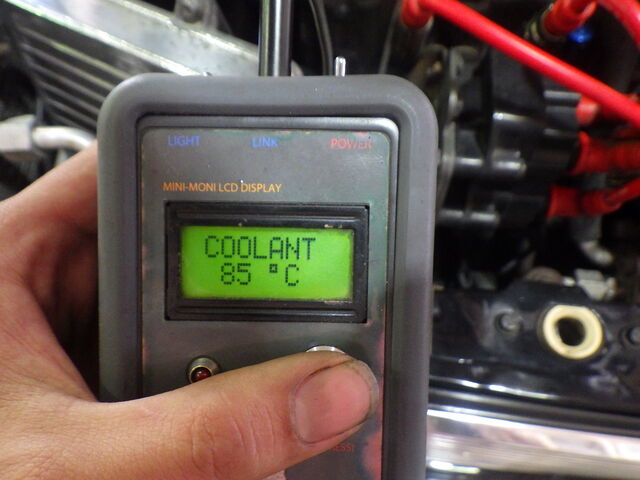 LIGHT LINK POWER
MINI-MONI LCD DISPLAY
COOLANT
85 °C